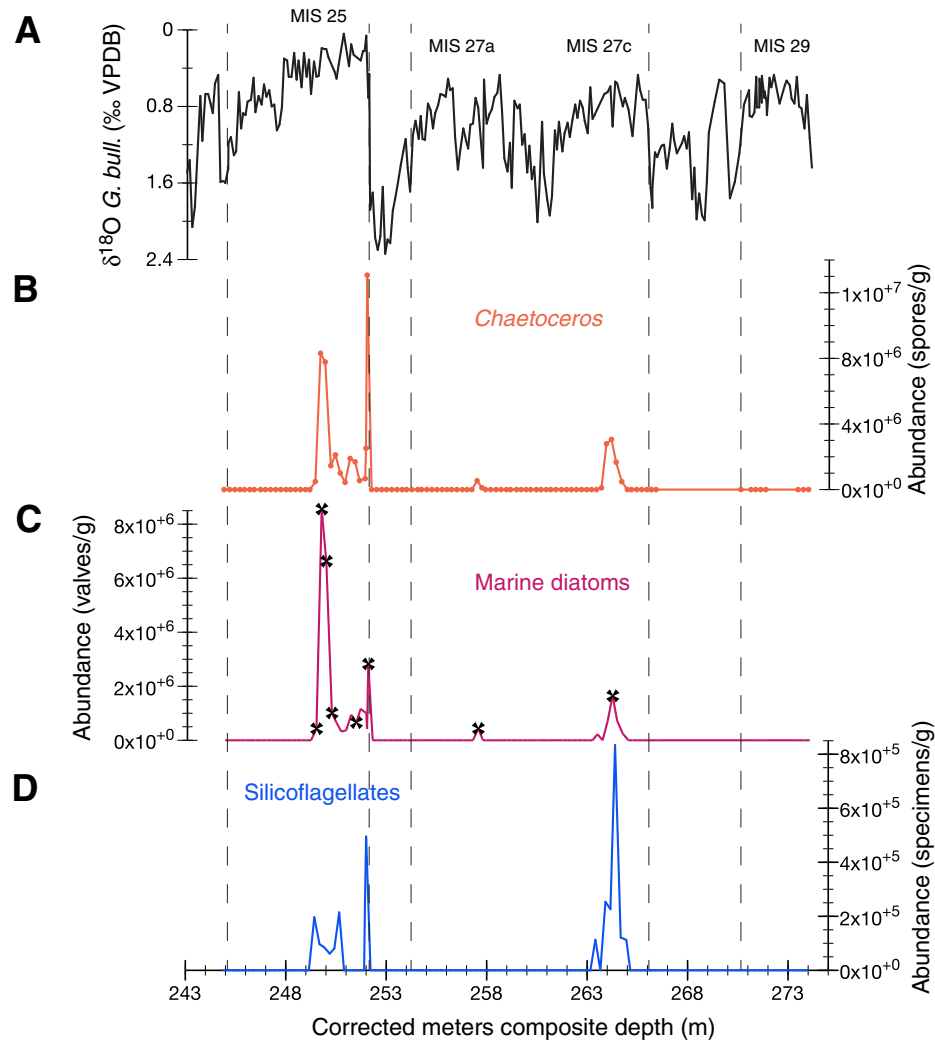 A
MIS 25
MIS 27a
MIS 27c
MIS 29
δ18O G. bull. (‰ VPDB)
0
0.8
1.6
2.4
B
Chaetoceros
Abundance (spores/g)
1x10+7
8x10+6
4x10+6
0x10+0
C
Marine diatoms
Abundance (valves/g)
8x10+6
6x10+6
4x10+6
2x10+6
0x10+0
D
Silicoflagellates
Abundance (specimens/g)
8x10+5
6x10+5
4x10+5
2x10+5
0x10+0
243 248 253 258 263 268 273
Corrected meters composite depth (m)